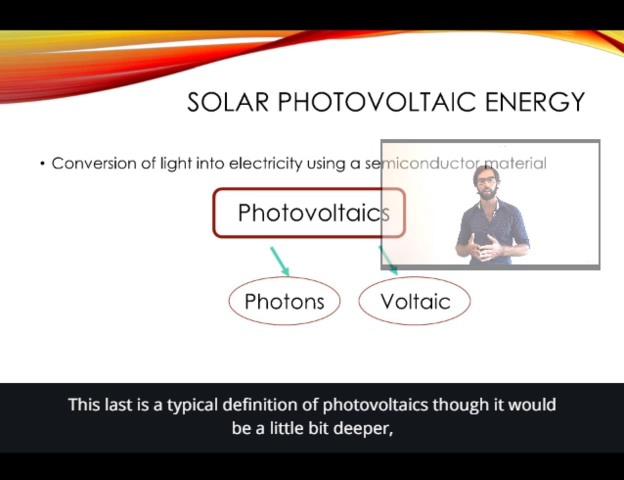 SOLAR PHOTOVOLTAIC ENERGY
• Conversion of light into electricity using a semiconductor material
Photovoltaics
Photons
Voltaic
This last is a typical definition of photovoltaics though it would
be a little bit deeper,